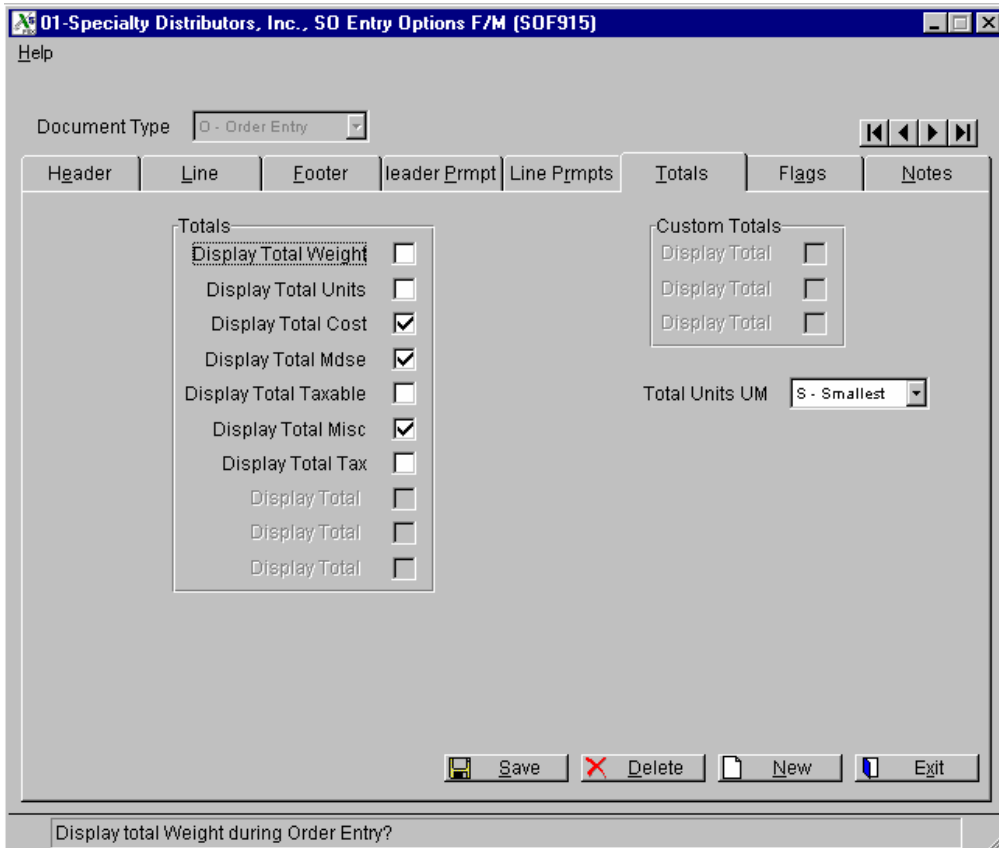 01-Specialty Distributors, Inc., SO Entry Options F/M (SOF915)
Help
Document Type O - Order Entry
Header Line Footer leader Prmpt Line Prmpts Totals Flags Notes
Totals
Display Total Weight
Display Total Units
Display Total Cost
Display Total Mdse
Display Total Taxable
Display Total Misc
Display Total Tax
Display Total
Display Total
Display Total
Custom Totals
Display Total
Display Total
Display Total
Total Units UM S - Smallest
Save Delete New Exit
Display total Weight during Order Entry?